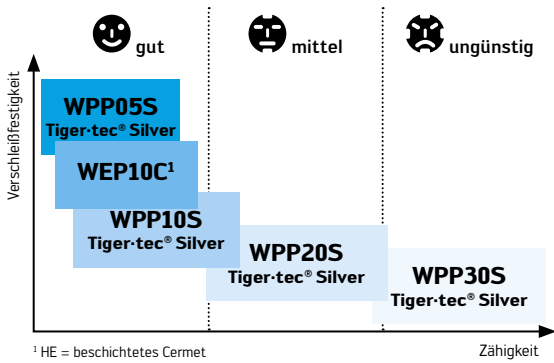 gut
mittel
ungünstig
Verschleißfestigkeit
WPP05S
Tiger·tec® Silver
WEP10C¹
WPP10S
Tiger·tec® Silver
WPP20S
Tiger·tec® Silver
WPP30S
Tiger·tec® Silver
¹ HE = beschichtetes Cermet
Zähigkeit